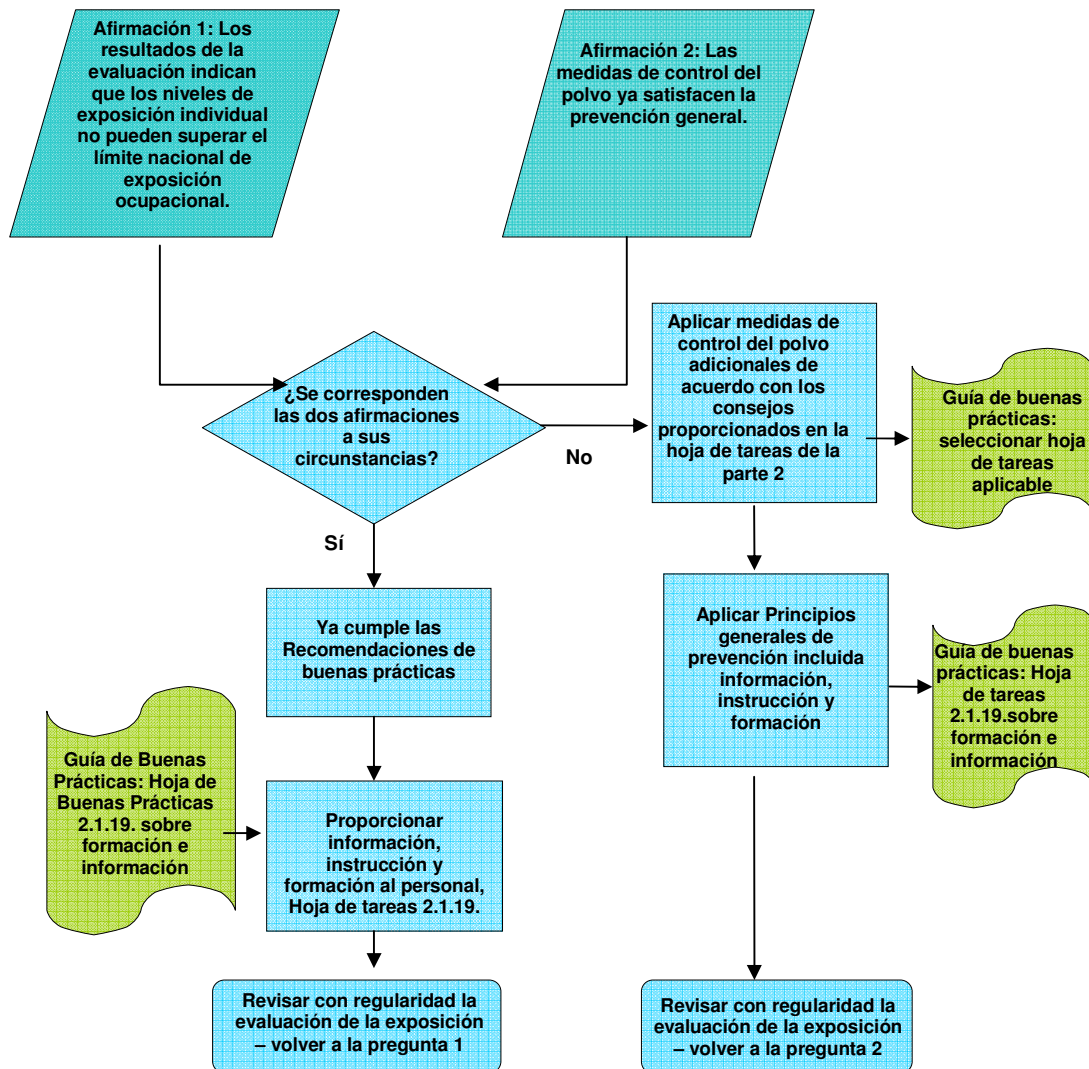 Afirmación 1: Los
resultados de la
evaluación indican
que los niveles de
exposición individual
no pueden superar el
límite nacional de
exposición
ocupacional.
Afirmación 2: Las
medidas de control del
polvo ya satisfacen la
prevención general.
¿Se corresponden
las dos afirmaciones
a sus
circunstancias?
No
Sí
Aplicar medidas de
control del polvo
adicionales de
acuerdo con los
consejos
proporcionados en la
hoja de tareas de la
parte 2
Guía de buenas
prácticas:
seleccionar hoja
de tareas
aplicable
Aplicar Principios
generales de
prevención incluida
información,
instrucción y
formación
Guía de buenas
prácticas: Hoja
de tareas
2.1.19.sobre
formación e
información
Ya cumple las
Recomendaciones de
buenas prácticas
Guía de Buenas
Prácticas: Hoja de
Buenas Prácticas
2.1.19. sobre
formación e
información
Proporcionar
información,
instrucción y
formación al personal,
Hoja de tareas 2.1.19.
Revisar con regularidad la
evaluación de la exposición
– volver a la pregunta 1
Revisar con regularidad la
evaluación de la exposición
– volver a la pregunta 2